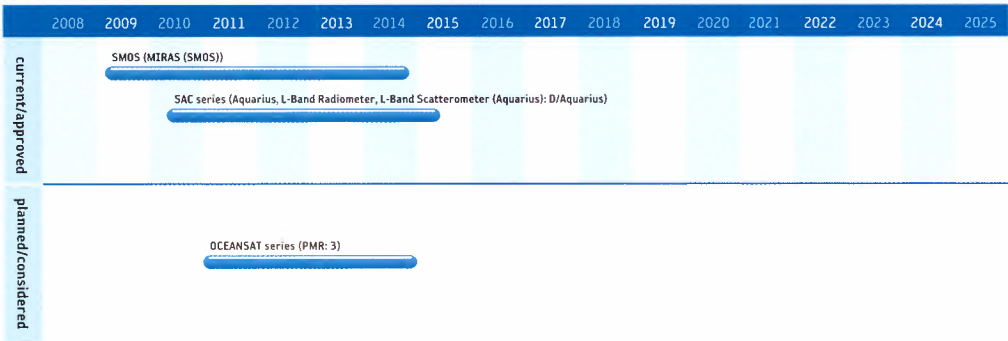 2008 2009 2010 2011 2012 2013 2014 2015 2016 2017 2018 2019 2020 2021 2022 2023 2024 2025
current/approved
SMOS (MIRAS (SMOS))
SAC series (Aquarius, L-Band Radiometer, L-Band Scatterometer (Aquarius): D/Aquarius)
planned/considered
OCEANSAT series (PMR: 3)